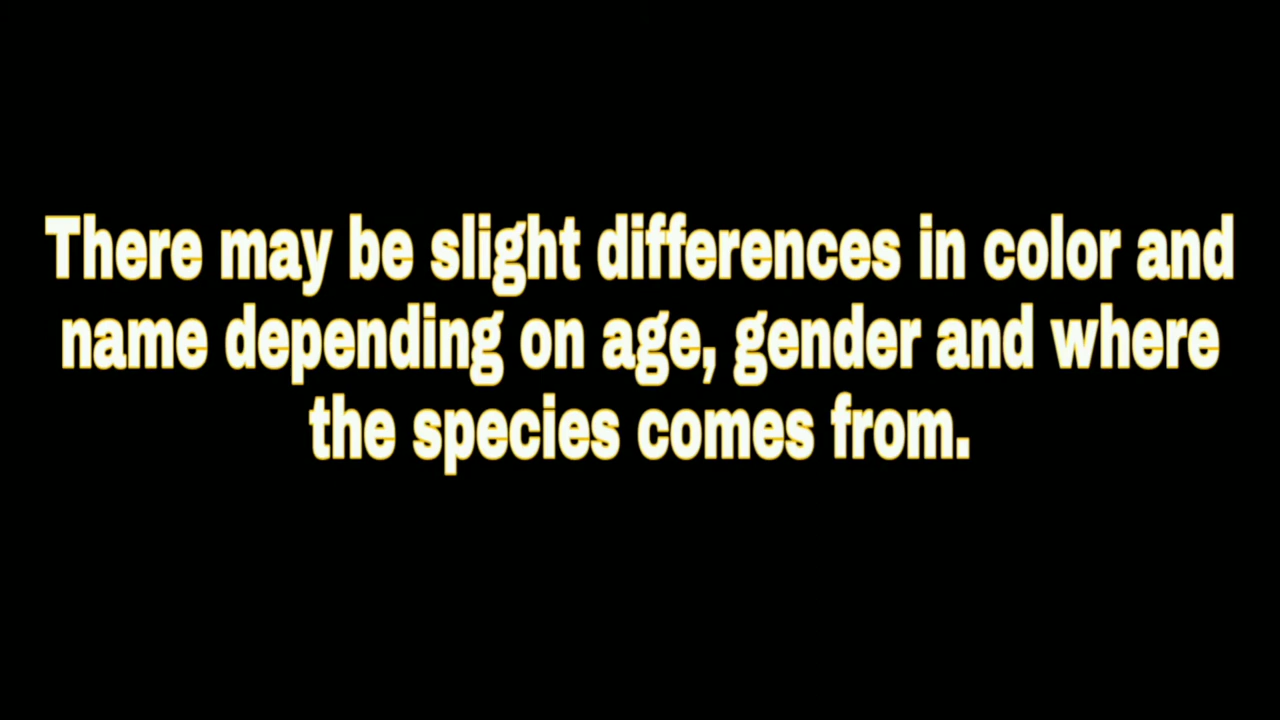 There may be slight differences in color and
name depending on age, gender and where
the species comes from.